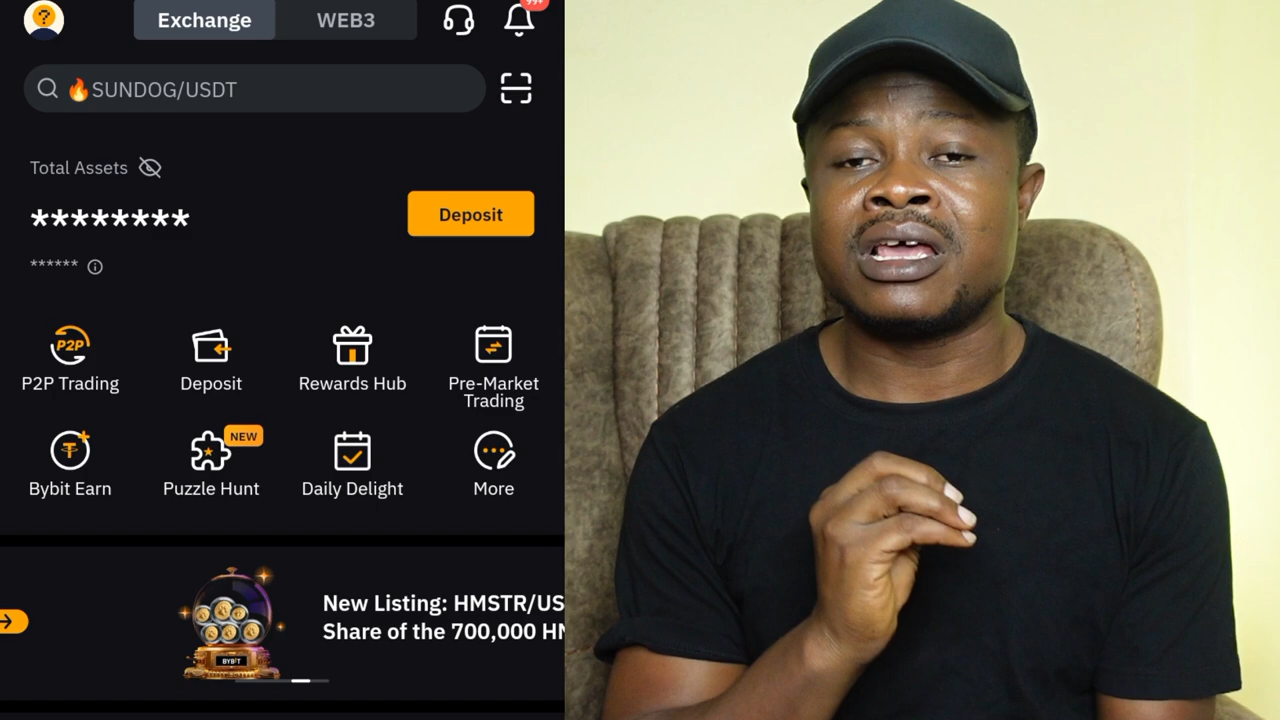 Exchange
WEB3
99+
🔥SUNDOG/USDT
Total Assets
********
Deposit
******
P2P
P2P Trading
Deposit
Rewards Hub
Pre-Market
Trading
NEW
Bybit Earn
Puzzle Hunt
Daily Delight
More
New Listing: HMSTR/US
Share of the 700,000 HM
BYBIT